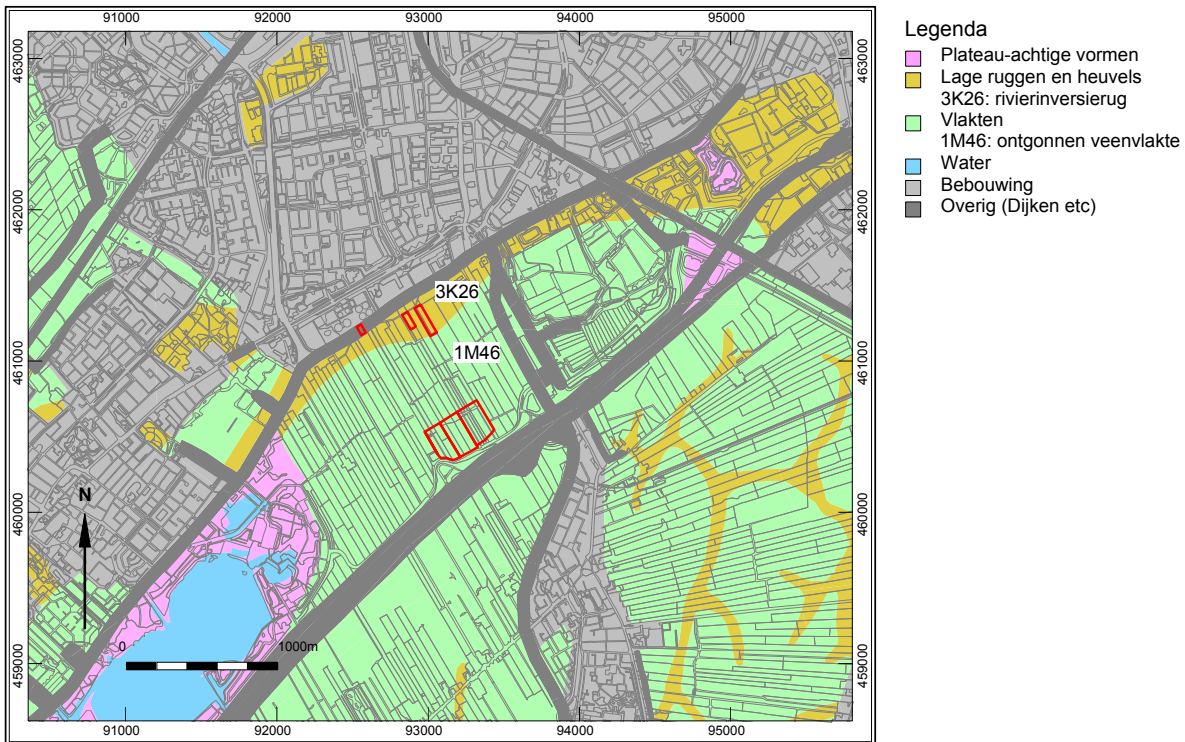 91000 92000 93000 94000 95000
Legenda
Plateau-achtige vormen
Lage ruggen en heuvels
3K26: rivierinversierug
Vlakten
1M46: ontgonnen veenvlakte
Water
Bebouwing
Overig (Dijken etc)
463000 463000
462000 462000
3K26
1M46
461000 461000
N
460000 460000
0 1000m
459000 459000
91000 92000 93000 94000 95000